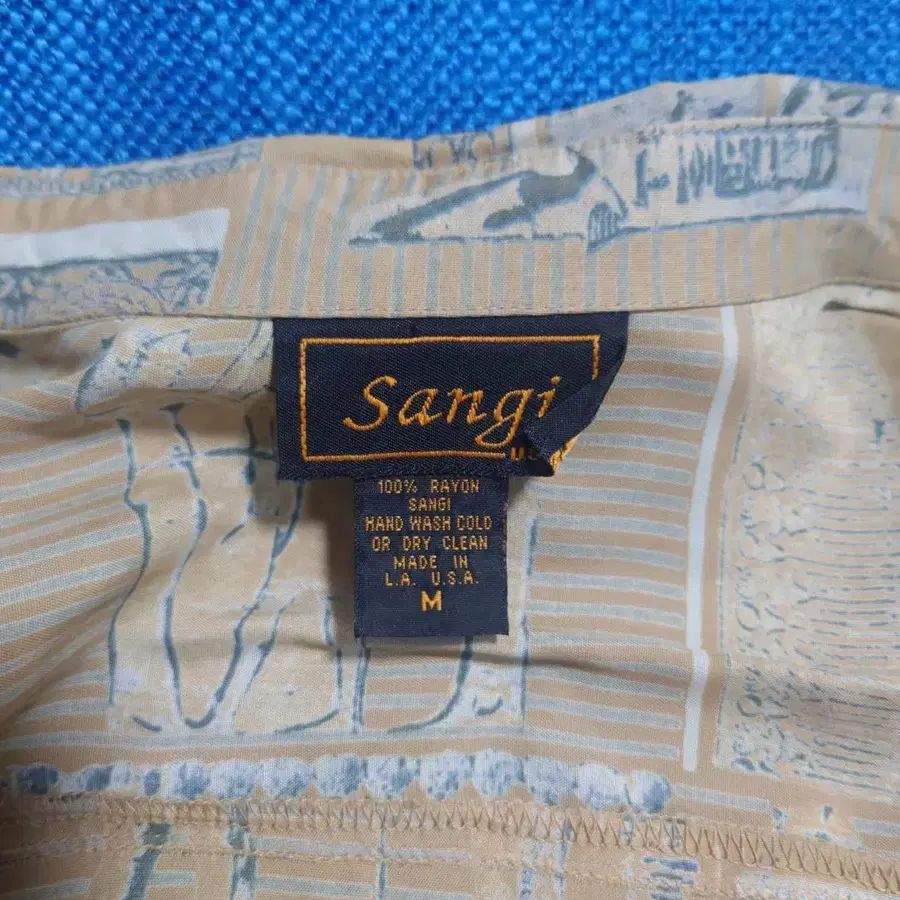 Sangi
100% RAYON
SANGI
HAND WASH COLD
OR DRY CLEAN
MADE IN
L.A. U.S.A.
M